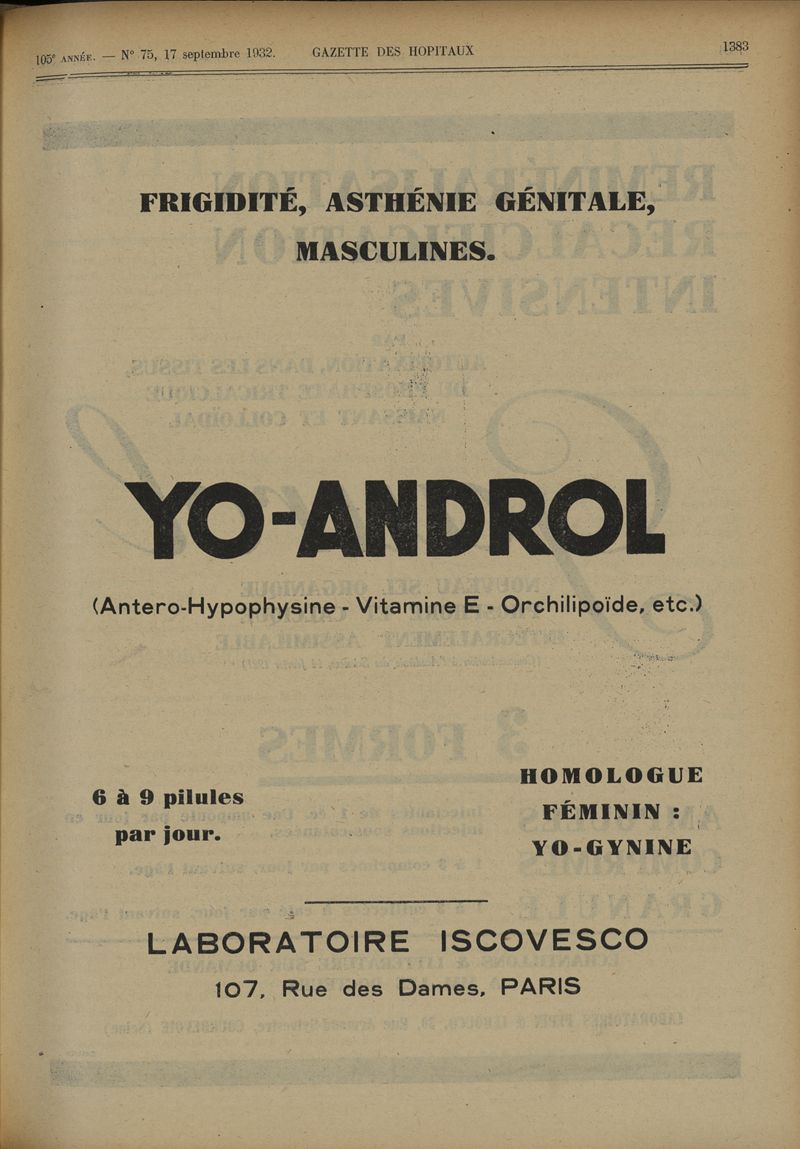 105e ANNÉE. — N° 75, 17 septembre 1932. GAZETTE DES HOPITAUX 1383
FRIGIDITÉ, ASTHÉNIE GÉNITALE,
MASCULINES.
YO-ANDROL
(Antero-Hypophysine - Vitamine E - Orchilipoïde, etc.)
6 à 9 pilules
par jour.
HOMOLOGUE
FÉMININ :
YO-GYNINE
LABORATOIRE ISCOVESCO
107, Rue des Dames, PARIS